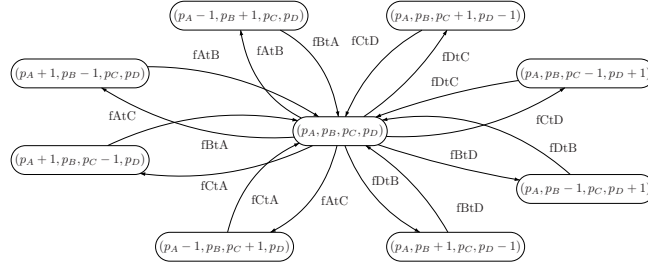 (p_A − 1, p_B + 1, p_C, p_D)
(p_A, p_B, p_C + 1, p_D − 1)
fAtB
fBtA
fCtD
fAtB
fDtC
(p_A + 1, p_B − 1, p_C, p_D)
(p_A, p_B, p_C − 1, p_D + 1)
fDtC
fAtC
fCtD
(p_A, p_B, p_C, p_D)
fBtA
fDtB
(p_A + 1, p_B, p_C − 1, p_D)
fBtD
fCtA
fCtA
fAtC
fDtB
(p_A, p_B − 1, p_C, p_D + 1)
fBtD
(p_A − 1, p_B, p_C + 1, p_D)
(p_A, p_B + 1, p_C, p_D − 1)